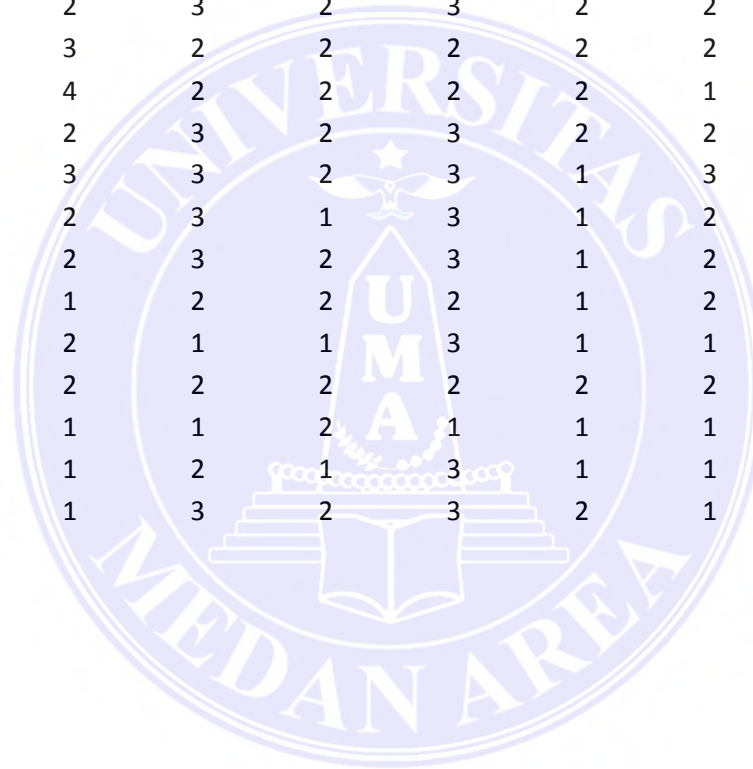 2 3 2 3 2 2
3 2 2 2 2 2
4 2 2 2 2 1
2 3 2 3 2 2
3 3 2 3 1 3
2 3 1 3 1 2
2 3 2 3 1 2
1 2 2 2 1 2
2 1 1 3 1 1
2 2 2 2 2 2
1 1 2 1 1 1
1 2 1 3 1 1
1 3 2 3 2 1
UNIVERSITAS
UMA
MEDAN AREA